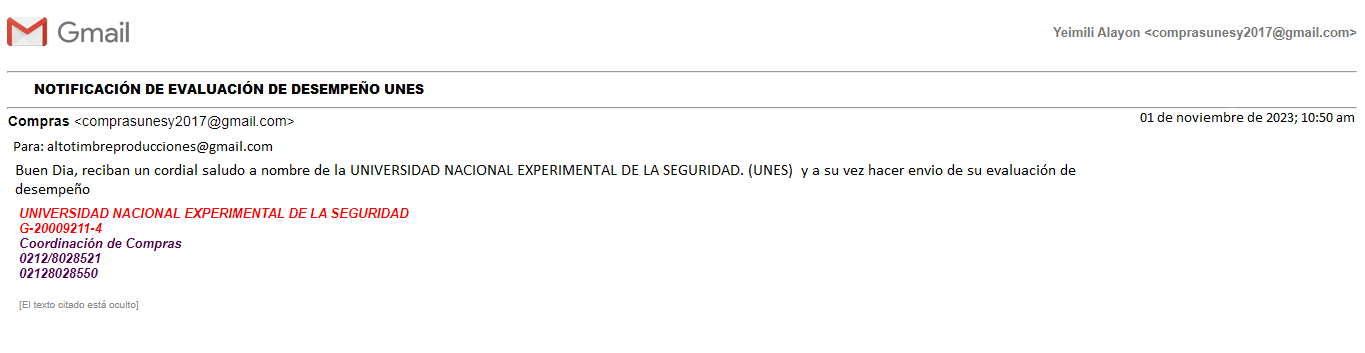 Gmail
Yeimili Alayon <comprasunesy2017@gmail.com>
NOTIFICACIÓN DE EVALUACIÓN DE DESEMPEÑO UNES
Compras <comprasunesy2017@gmail.com>
01 de noviembre de 2023; 10:50 am
Para: altotimbreproducciones@gmail.com
Buen Dia, reciban un cordial saludo a nombre de la UNIVERSIDAD NACIONAL EXPERIMENTAL DE LA SEGURIDAD. (UNES) y a su vez hacer envio de su evaluación de
desempeño
UNIVERSIDAD NACIONAL EXPERIMENTAL DE LA SEGURIDAD
G-20009211-4
Coordinación de Compras
0212/8028521
02128028550
[El texto citado está oculto]